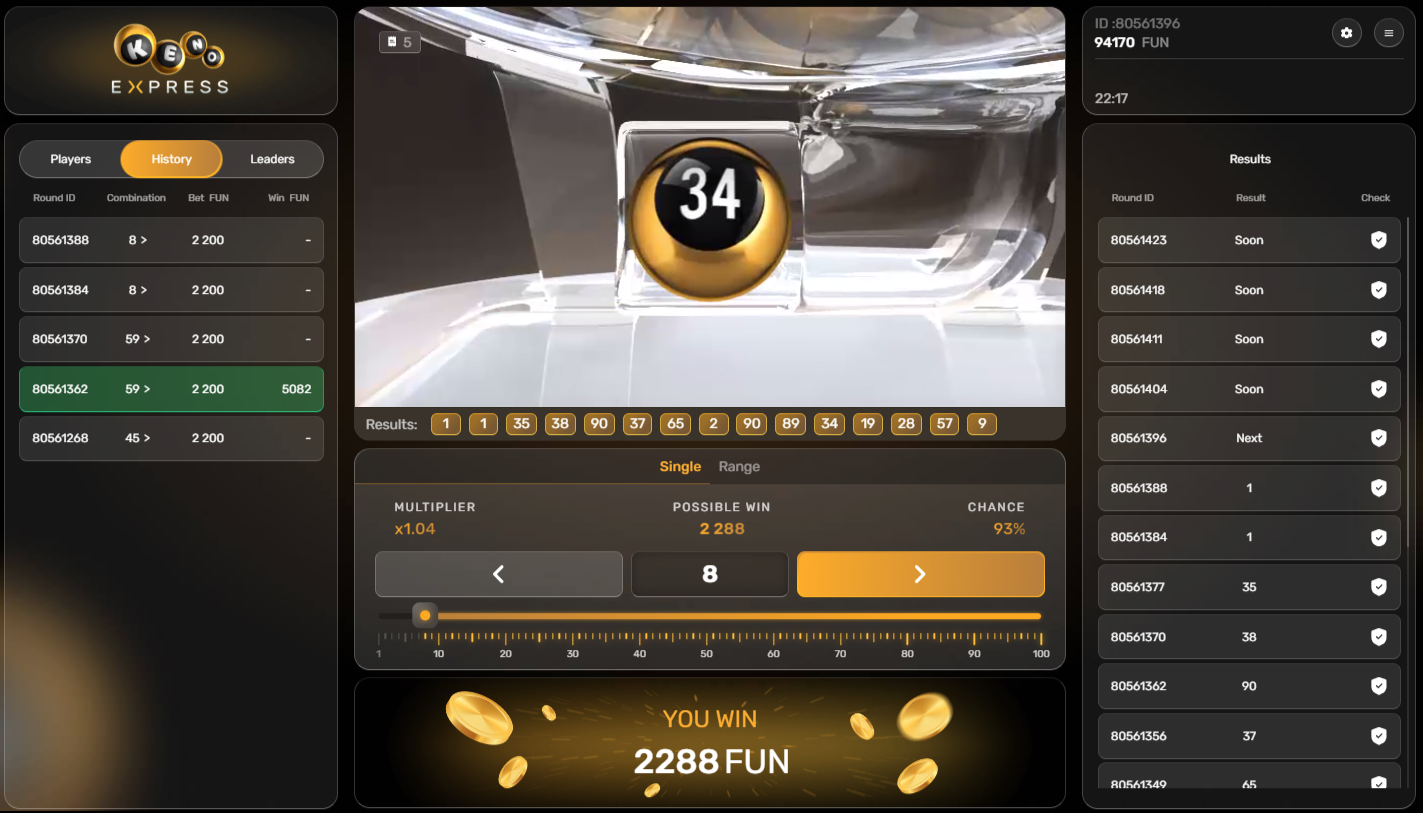 KENO
EXPRESS
Players History Leaders
Round ID Combination Bet FUN Win FUN
80561388 8 > 2 200 -
80561384 8 > 2 200 -
80561370 59 > 2 200 -
80561362 59 > 2 200 5082
80561268 45 > 2 200 -
5
34
Results: 1 1 35 38 90 37 65 2 90 89 34 19 28 57 9
Single Range
MULTIPLIER POSSIBLE WIN CHANCE
x1.04 2 288 93%
8
1 10 20 30 40 50 60 70 80 90 100
YOU WIN
2288 FUN
ID :80561396
94170 FUN
22:17
Results
Round ID Result Check
80561423 Soon
80561418 Soon
80561411 Soon
80561404 Soon
80561396 Next
80561388 1
80561384 1
80561377 35
80561370 38
80561362 90
80561356 37
80561349 65